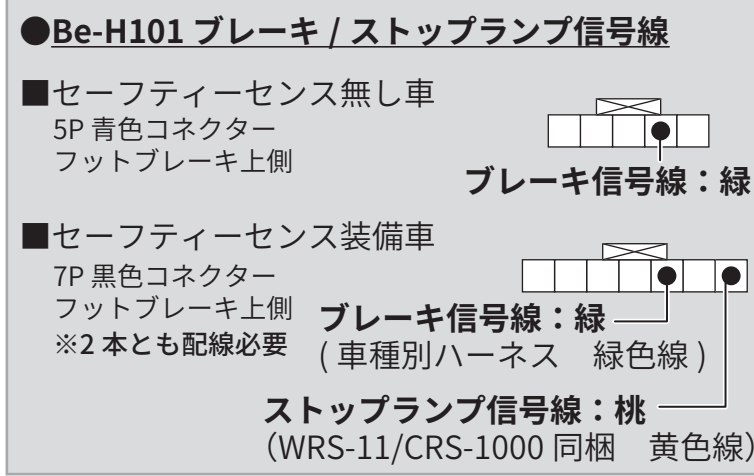 ●Be-H101 ブレーキ / ストップランプ信号線
■セーフティーセンス無し車
5P 青色コネクター
フットブレーキ上側
ブレーキ信号線：緑
■セーフティーセンス装備車
7P 黒色コネクター
フットブレーキ上側
※2 本とも配線必要
ブレーキ信号線：緑
( 車種別ハーネス　緑色線 )
ストップランプ信号線：桃
（WRS-11/CRS-1000 同梱　黄色線）